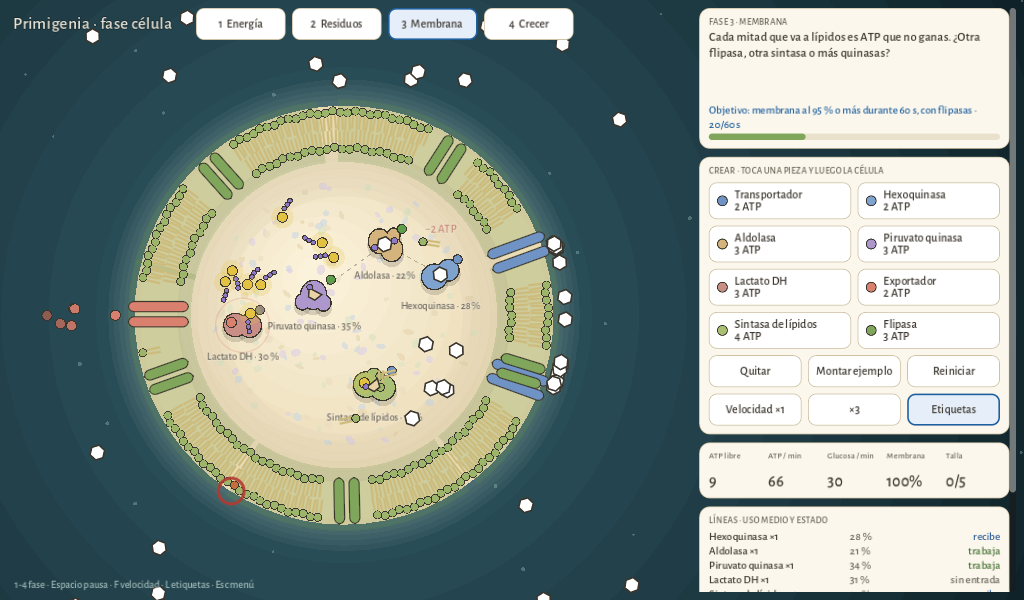 Primigenia · fase célula
1 Energía
2 Residuos
3 Membrana
4 Crecer
FASE 3 · MEMBRANA
Cada mitad que va a lípidos es ATP que no ganas. ¿Otra
flipasa, otra sintasa o más quinasas?
Objetivo: membrana al 95 % o más durante 60 s, con flipasas ·
20/60 s
CREAR · TOCA UNA PIEZA Y LUEGO LA CÉLULA
Transportador
2 ATP
Hexoquinasa
2 ATP
Aldolasa
3 ATP
Piruvato quinasa
3 ATP
Lactato DH
3 ATP
Exportador
2 ATP
Sintasa de lípidos
4 ATP
Flipasa
3 ATP
Quitar
Montar ejemplo
Reiniciar
Velocidad ×1
×3
Etiquetas
ATP libre
ATP / min
Glucosa / min
Membrana
Talla
9
66
30
100%
0/5
LÍNEAS · USO MEDIO Y ESTADO
Hexoquinasa ×1 28 % recibe
Aldolasa ×1 21 % trabaja
Piruvato quinasa ×1 34 % trabaja
Lactato DH ×1 31 % sin entrada
−2 ATP
Aldolasa · 22 %
Hexoquinasa · 28 %
Piruvato quinasa · 35 %
Lactato DH · 30 %
Sintasa de lípidos ·
1-4 fase · Espacio pausa · F velocidad · L etiquetas · Esc menú